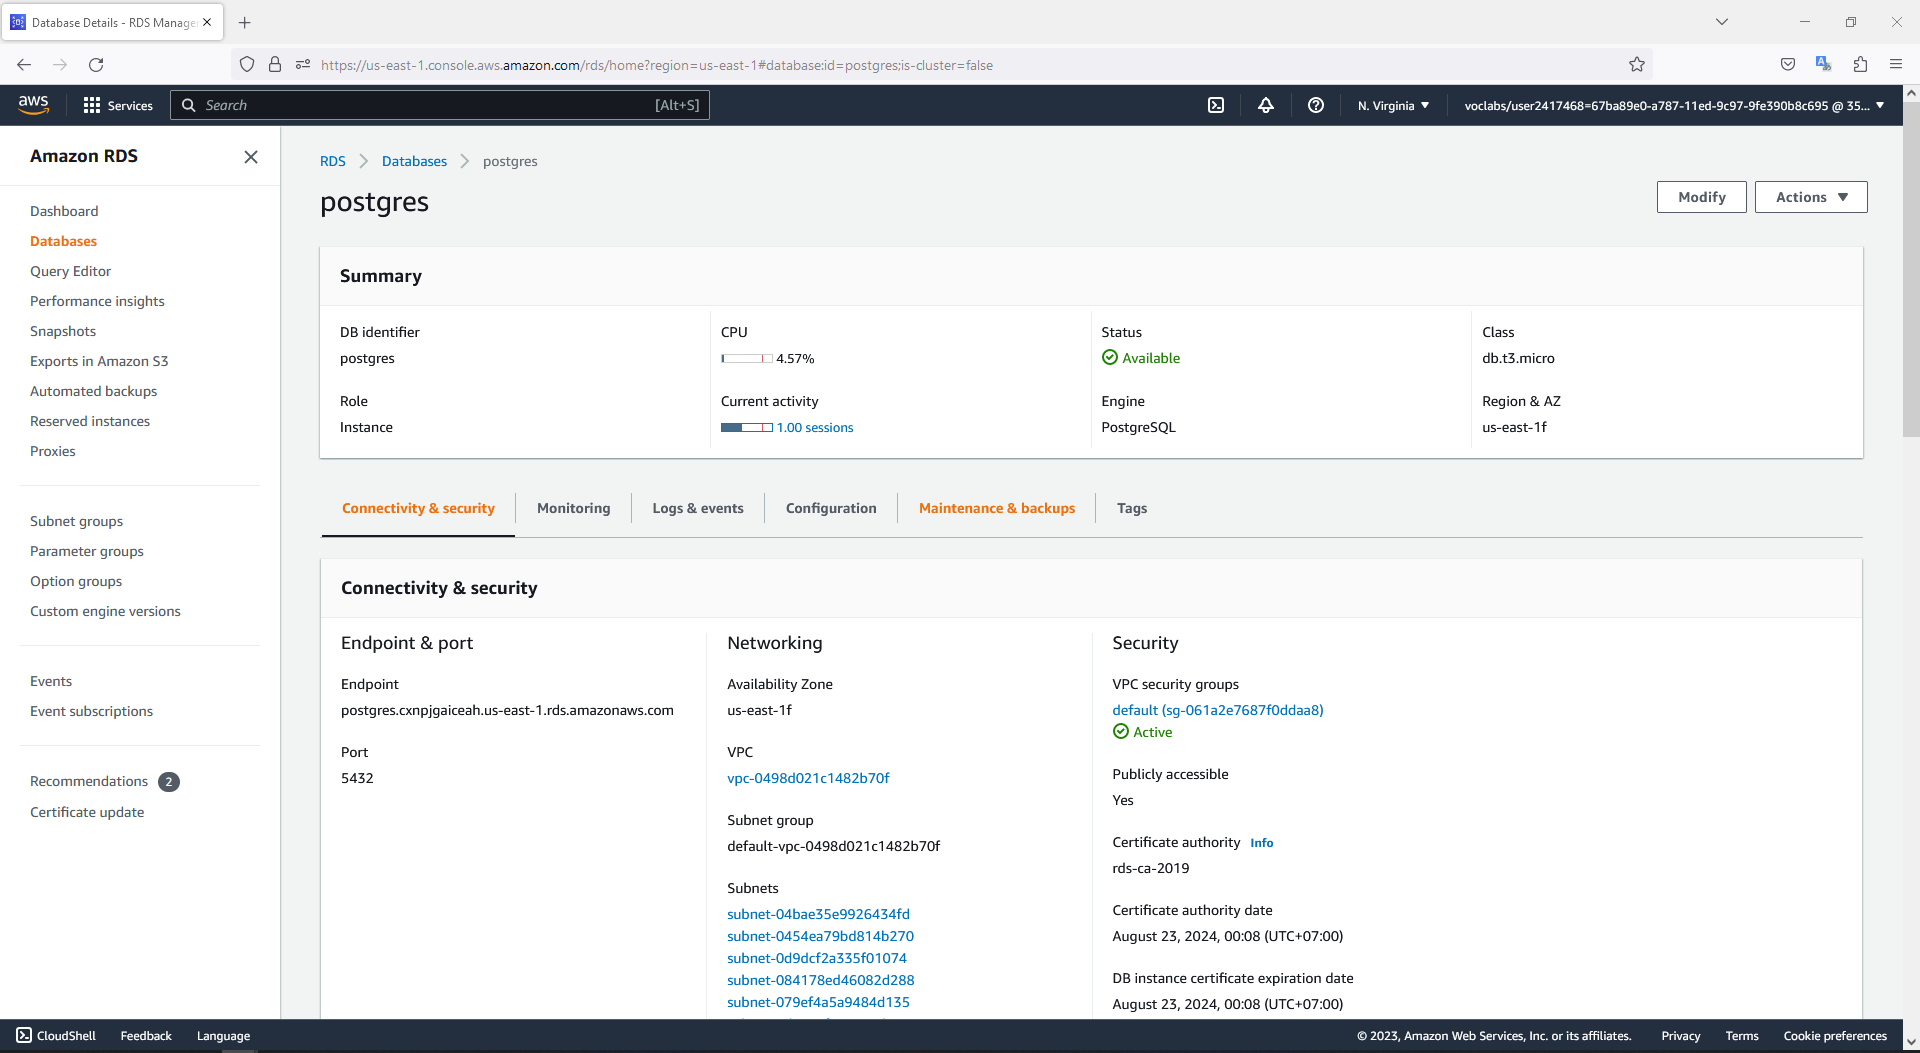 Database Details - RDS Manage
https://us-east-1.console.aws.amazon.com/rds/home?region=us-east-1#database:id=postgres;is-cluster=false
aws
Services
Search
[Alt+S]
N. Virginia
voclabs/user2417468=67ba89e0-a787-11ed-9c97-9fe390b8c695 @ 35...
Amazon RDS
Dashboard
Databases
Query Editor
Performance insights
Snapshots
Exports in Amazon S3
Automated backups
Reserved instances
Proxies
Subnet groups
Parameter groups
Option groups
Custom engine versions
Events
Event subscriptions
Recommendations 2
Certificate update
RDS > Databases > postgres
postgres
Modify
Actions
Summary
DB identifier
postgres
CPU
4.57%
Status
Available
Class
db.t3.micro
Role
Instance
Current activity
1.00 sessions
Engine
PostgreSQL
Region & AZ
us-east-1f
Connectivity & security
Monitoring
Logs & events
Configuration
Maintenance & backups
Tags
Connectivity & security
Endpoint & port
Endpoint
postgres.cxnpjgaiceah.us-east-1.rds.amazonaws.com
Port
5432
Networking
Availability Zone
us-east-1f
VPC
vpc-0498d021c1482b70f
Subnet group
default-vpc-0498d021c1482b70f
Subnets
subnet-04bae35e9926434fd
subnet-0454ea79bd814b270
subnet-0d9dcf2a335f01074
subnet-084178ed46082d288
subnet-079ef4a5a9484d135
Security
VPC security groups
default (sg-061a2e7687f0ddaa8)
Active
Publicly accessible
Yes
Certificate authority Info
rds-ca-2019
Certificate authority date
August 23, 2024, 00:08 (UTC+07:00)
DB instance certificate expiration date
August 23, 2024, 00:08 (UTC+07:00)
CloudShell
Feedback
Language
© 2023, Amazon Web Services, Inc. or its affiliates.
Privacy
Terms
Cookie preferences